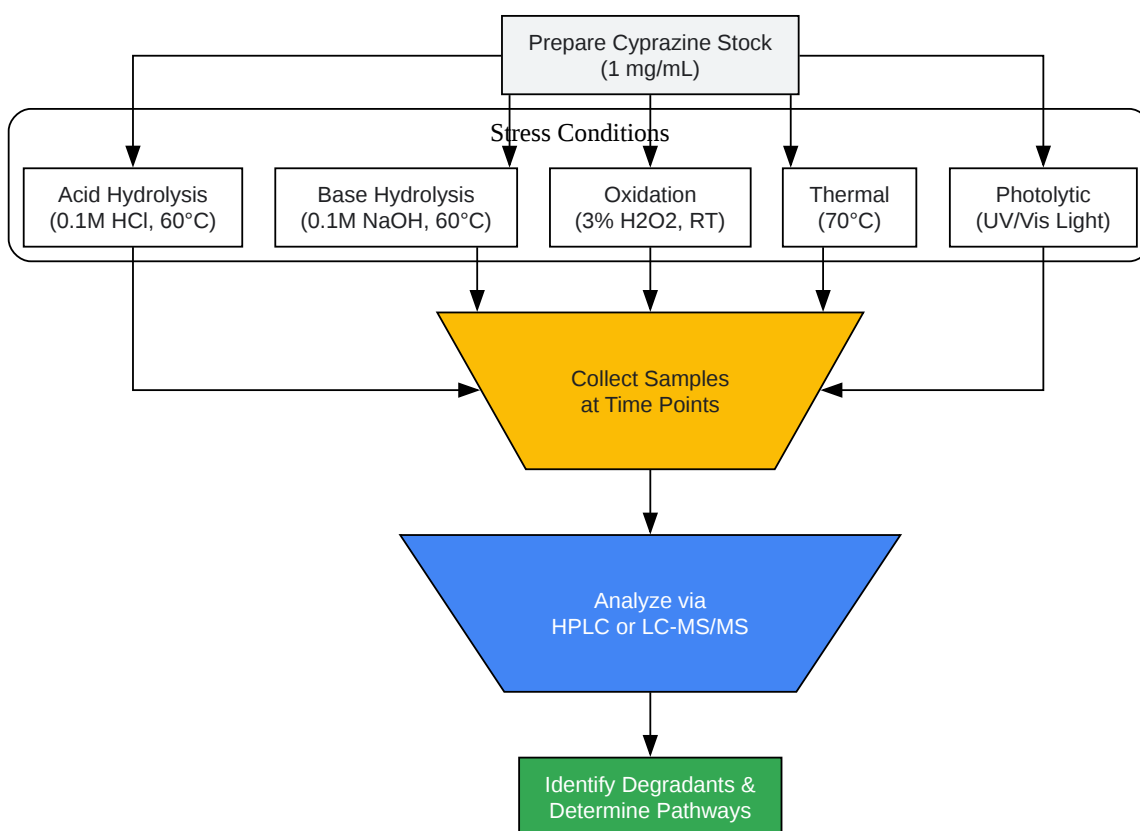 Prepare Cyprazine Stock
(1 mg/mL)
Stress Conditions
Acid Hydrolysis
(0.1M HCl, 60°C)
Base Hydrolysis
(0.1M NaOH, 60°C)
Oxidation
(3% H2O2, RT)
Thermal
(70°C)
Photolytic
(UV/Vis Light)
Collect Samples
at Time Points
Analyze via
HPLC or LC-MS/MS
Identify Degradants &
Determine Pathways